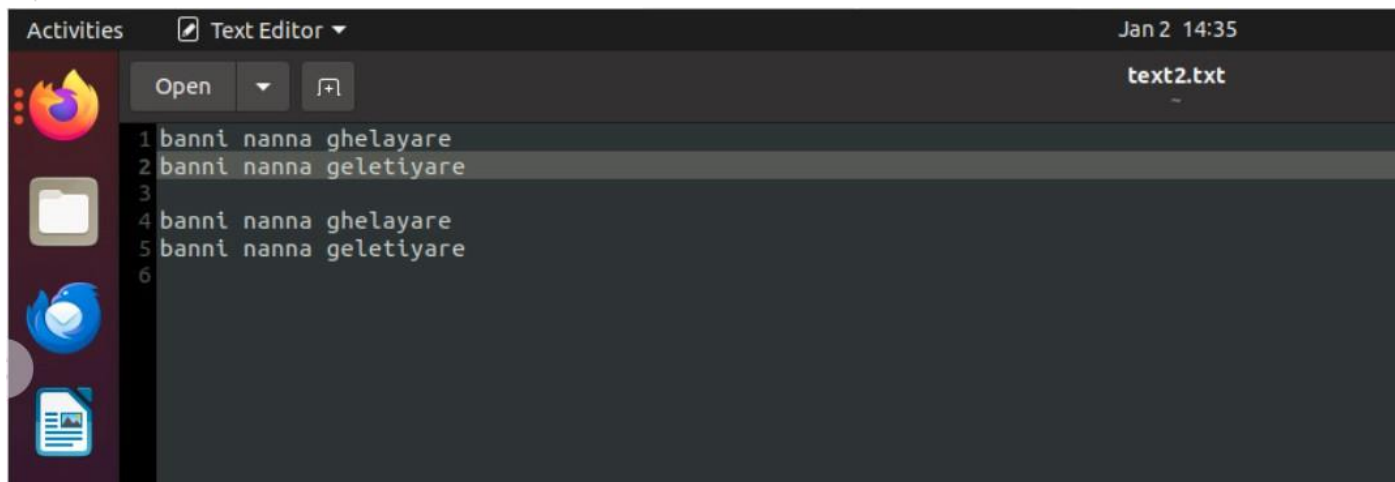 Activities Text Editor Jan 2 14:35
Open text2.txt
~
1 banni nanna ghelayare
2 banni nanna geletiyare
3
4 banni nanna ghelayare
5 banni nanna geletiyare
6